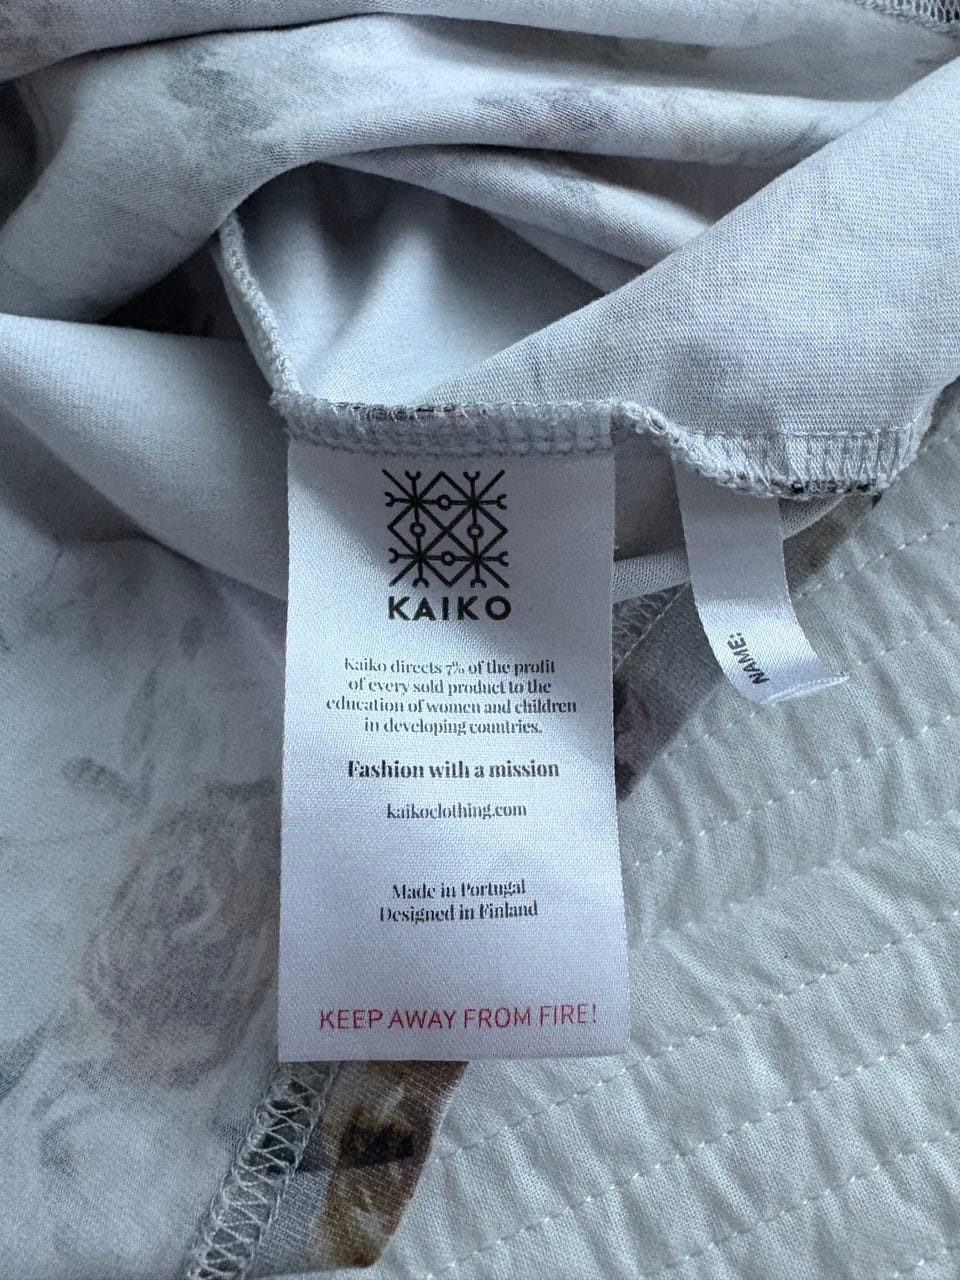 KAIKO
Kaiko directs 7% of the profit
of every sold product to the
education of women and children
in developing countries.
Fashion with a mission
kaikoclothing.com
Made in Portugal
Designed in Finland
KEEP AWAY FROM FIRE!
NAME: